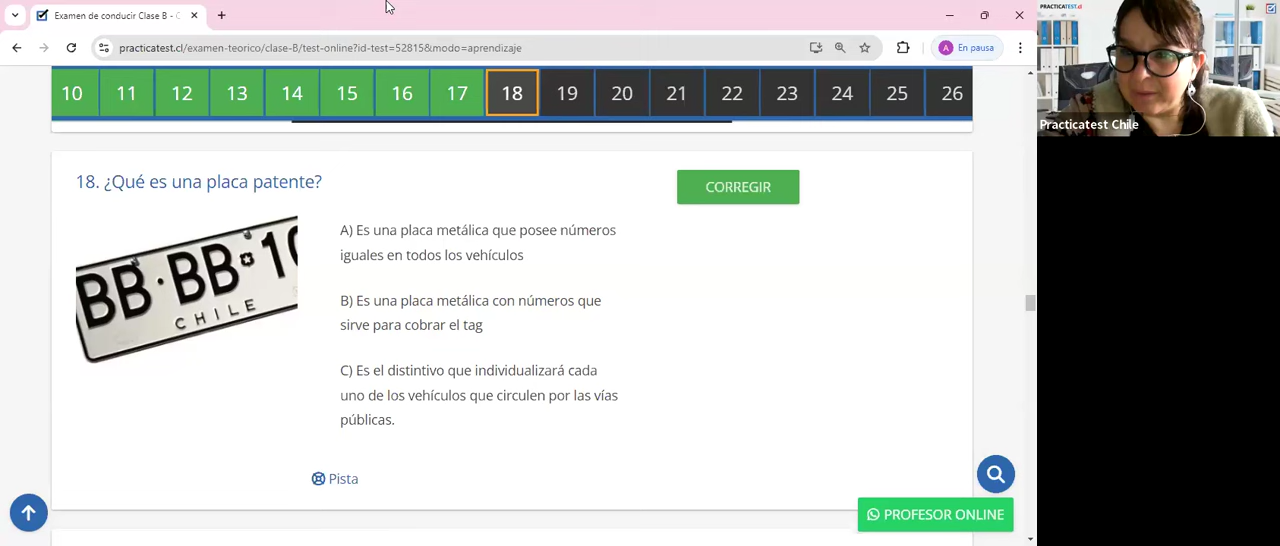 Examen de conducir Clase B - C
practicatest.cl/examen-teorico/clase-B/test-online?id-test=52815&modo=aprendizaje
A En pausa
10 11 12 13 14 15 16 17 18 19 20 21 22 23 24 25 26
18. ¿Qué es una placa patente?
CORREGIR
BB·BB 10
CHILE
A) Es una placa metálica que posee números
iguales en todos los vehículos
B) Es una placa metálica con números que
sirve para cobrar el tag
C) Es el distintivo que individualizará cada
uno de los vehículos que circulen por las vías
públicas.
Pista
PROFESOR ONLINE
PRACTICATEST.CL
Practicatest Chile